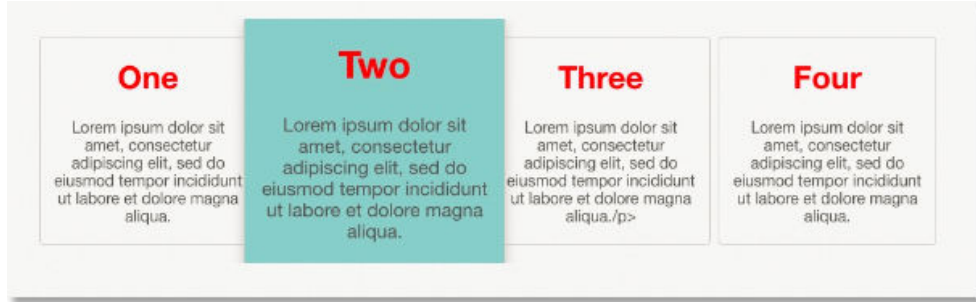 One
Lorem ipsum dolor sit
amet, consectetur
adipiscing elit, sed do
eiusmod tempor incididunt
ut labore et dolore magna
aliqua.
Two
Lorem ipsum dolor sit
amet, consectetur
adipiscing elit, sed do
eiusmod tempor incididunt
ut labore et dolore magna
aliqua.
Three
Lorem ipsum dolor sit
amet, consectetur
adipiscing elit, sed do
eiusmod tempor incididunt
ut labore et dolore magna
aliqua./p>
Four
Lorem ipsum dolor sit
amet, consectetur
adipiscing elit, sed do
eiusmod tempor incididunt
ut labore et dolore magna
aliqua.